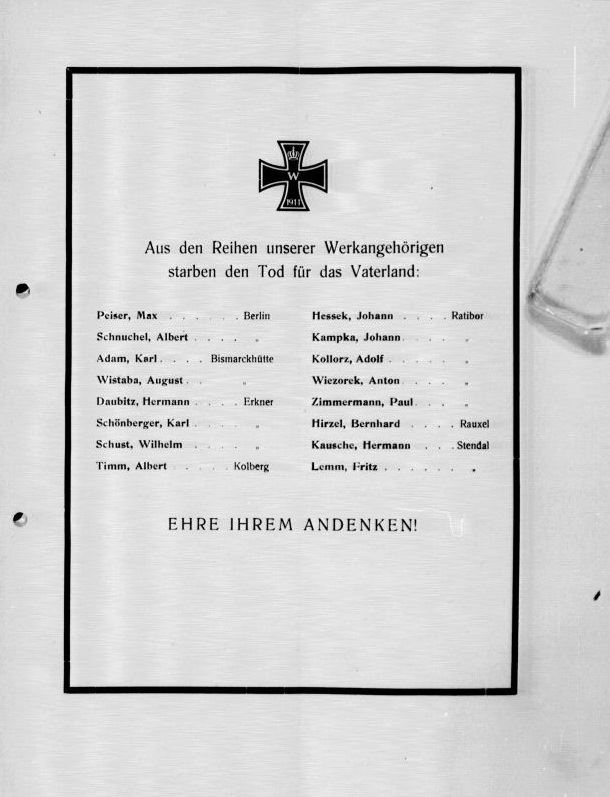 W
1914
Aus den Reihen unserer Werkangehörigen
starben den Tod für das Vaterland:
Peiser, Max . . . . . . Berlin
Schnuchel, Albert . . . . „
Adam, Karl . . . . Bismarckhütte
Wistaba, August . . „
Daubitz, Hermann . . . . Erkner
Schönberger, Karl . . . . „
Schust, Wilhelm . . . . „
Timm, Albert . . . . Kolberg
Hessek, Johann . . . . Ratibor
Kampka, Johann . . . . „
Kollorz, Adolf . . . . . „
Wiezorek, Anton . . . . „
Zimmermann, Paul . . . „
Hirzel, Bernhard . . . . Rauxel
Kausche, Hermann . . . Stendal
Lemm, Fritz . . . . . . „
EHRE IHREM ANDENKEN!